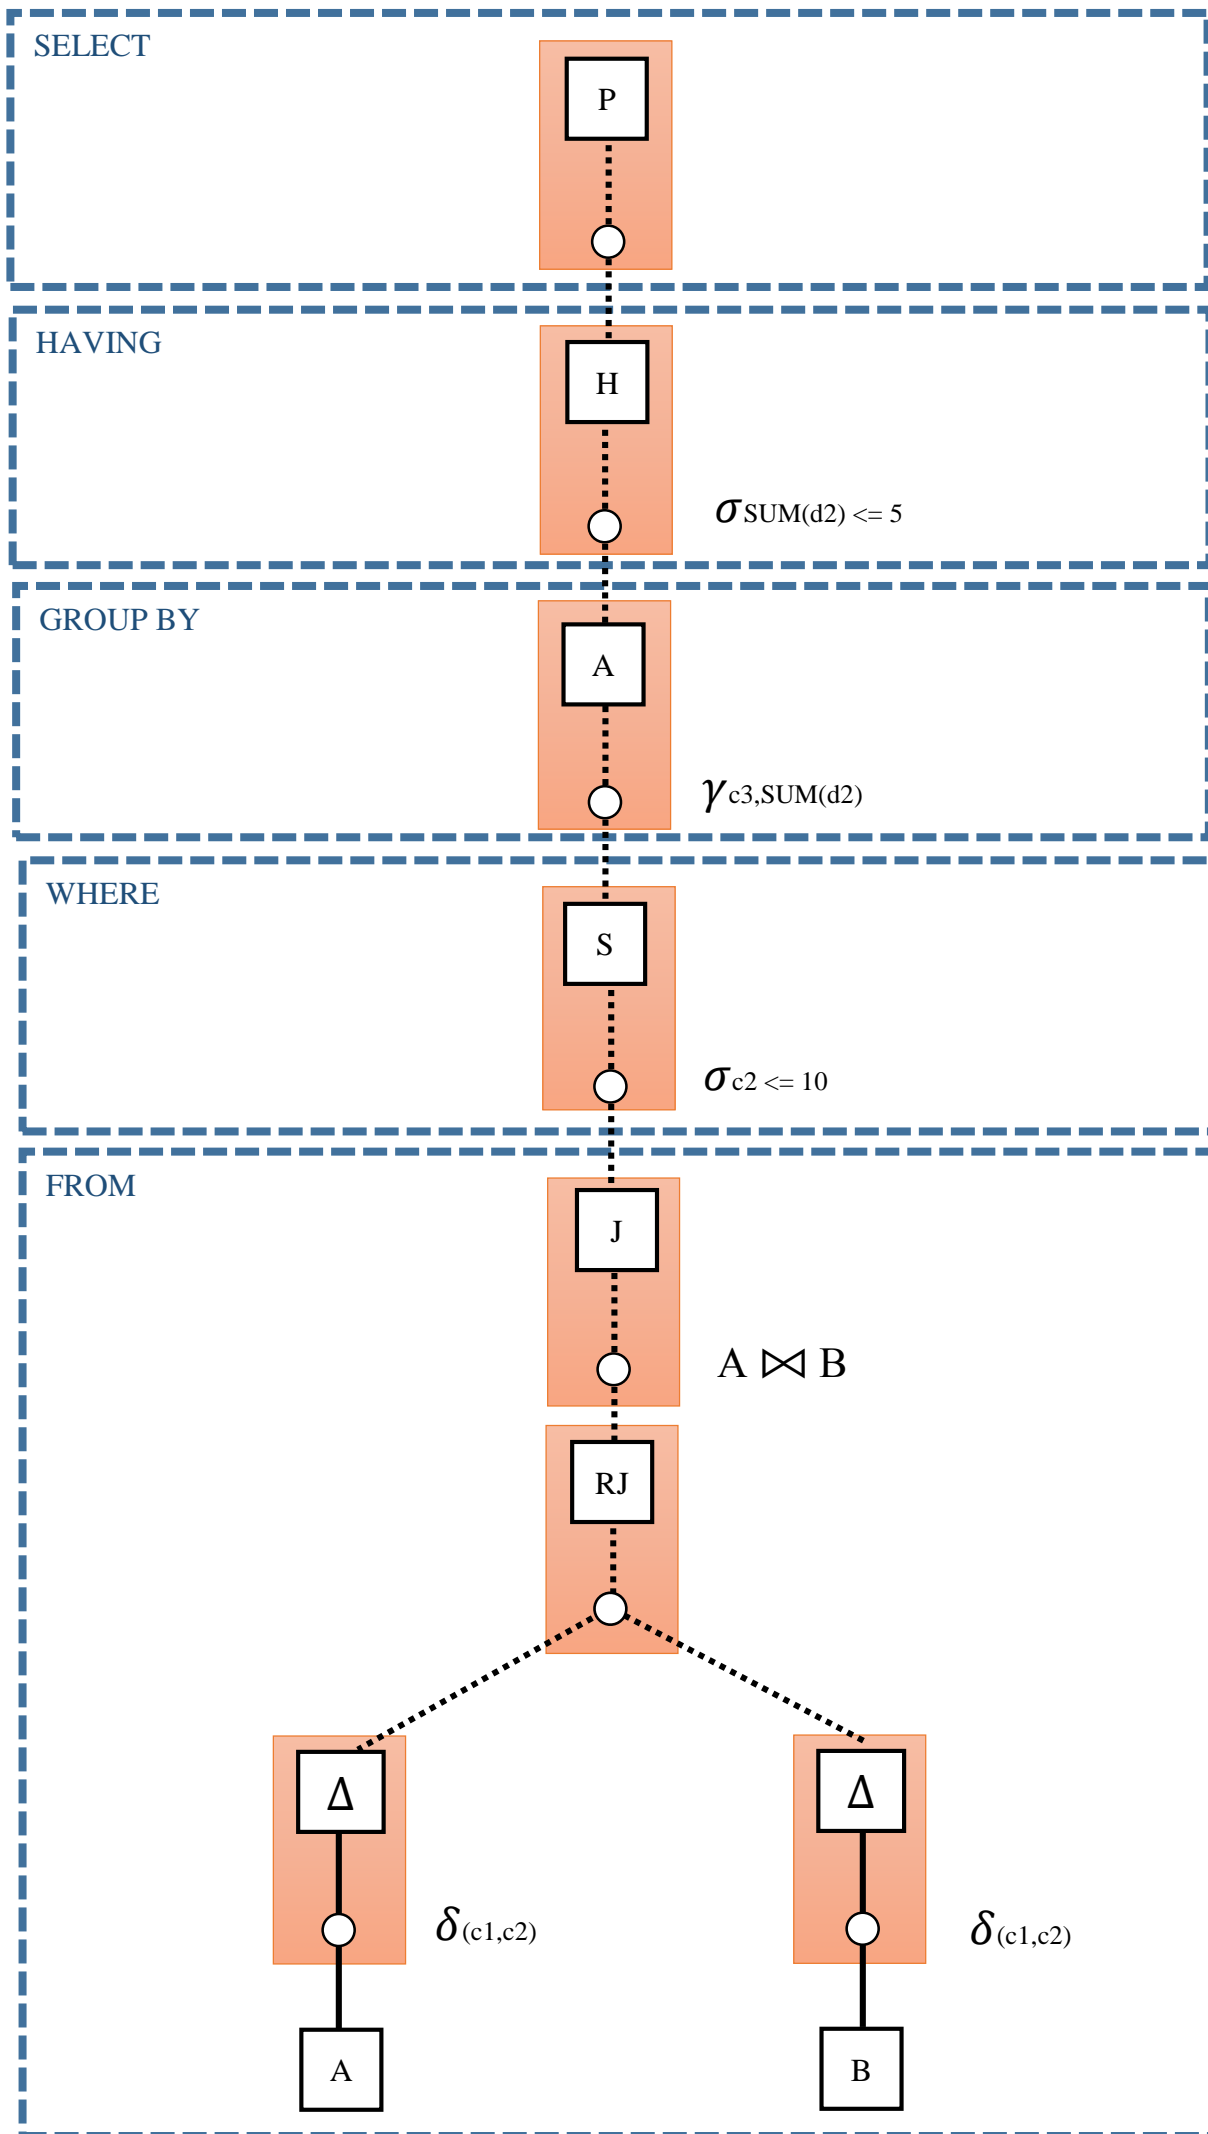 SELECT
P
HAVING
H
σ SUM(d2) <= 5
GROUP BY
A
γ c3,SUM(d2)
WHERE
S
σ c2 <= 10
FROM
J
A ⋈ B
RJ
Δ Δ
δ (c1,c2) δ (c1,c2)
A B